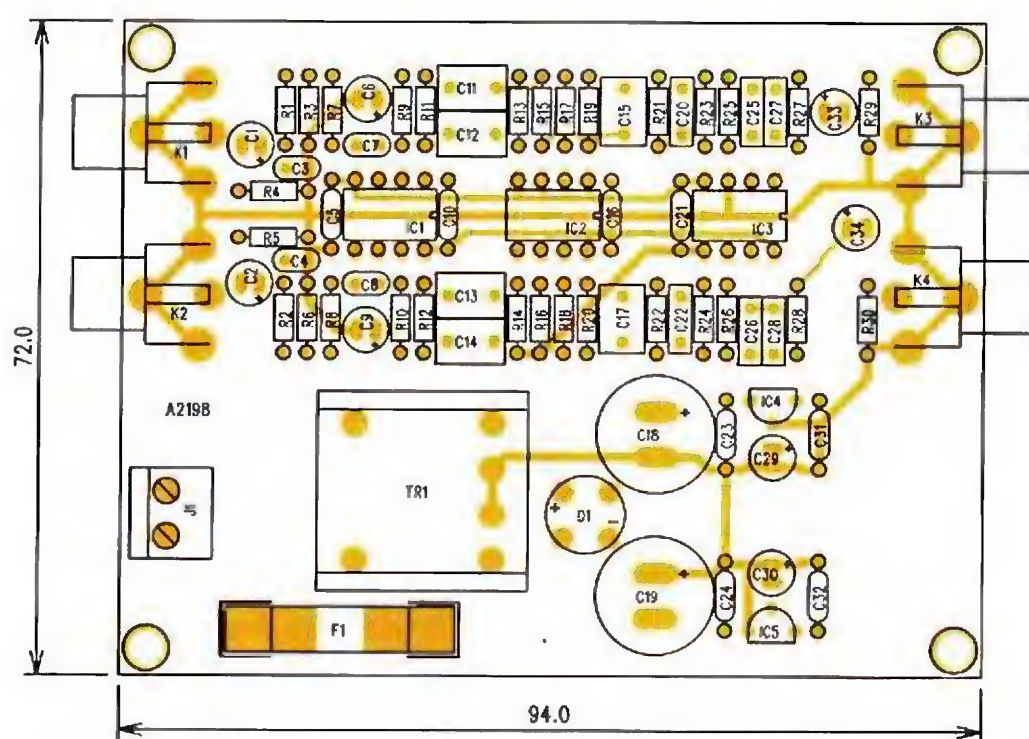 R1 R3 R7 C6 R9 R11 C11 R13 R15 R17 R19 C15 R21 C20 R23 R25 C25 C27 R27 C33 R29
K1 C1 C7 C12 K3
C3
R4
C5 IC1 C10 IC2 C16 C21 IC3 C34
R5
C4
K2 C2 C8 C13 K4
R2 R6 R8 C9 R10 R12 C14 R14 R16 R18 R20 C17 R22 C22 R24 R26 C26 C28 R28 R30
72.0
A2198
C18 C23 IC4 C31
C29
J1 TR1 D1
+ + + -
C19 C24 C30 C32
F1 IC5
94.0